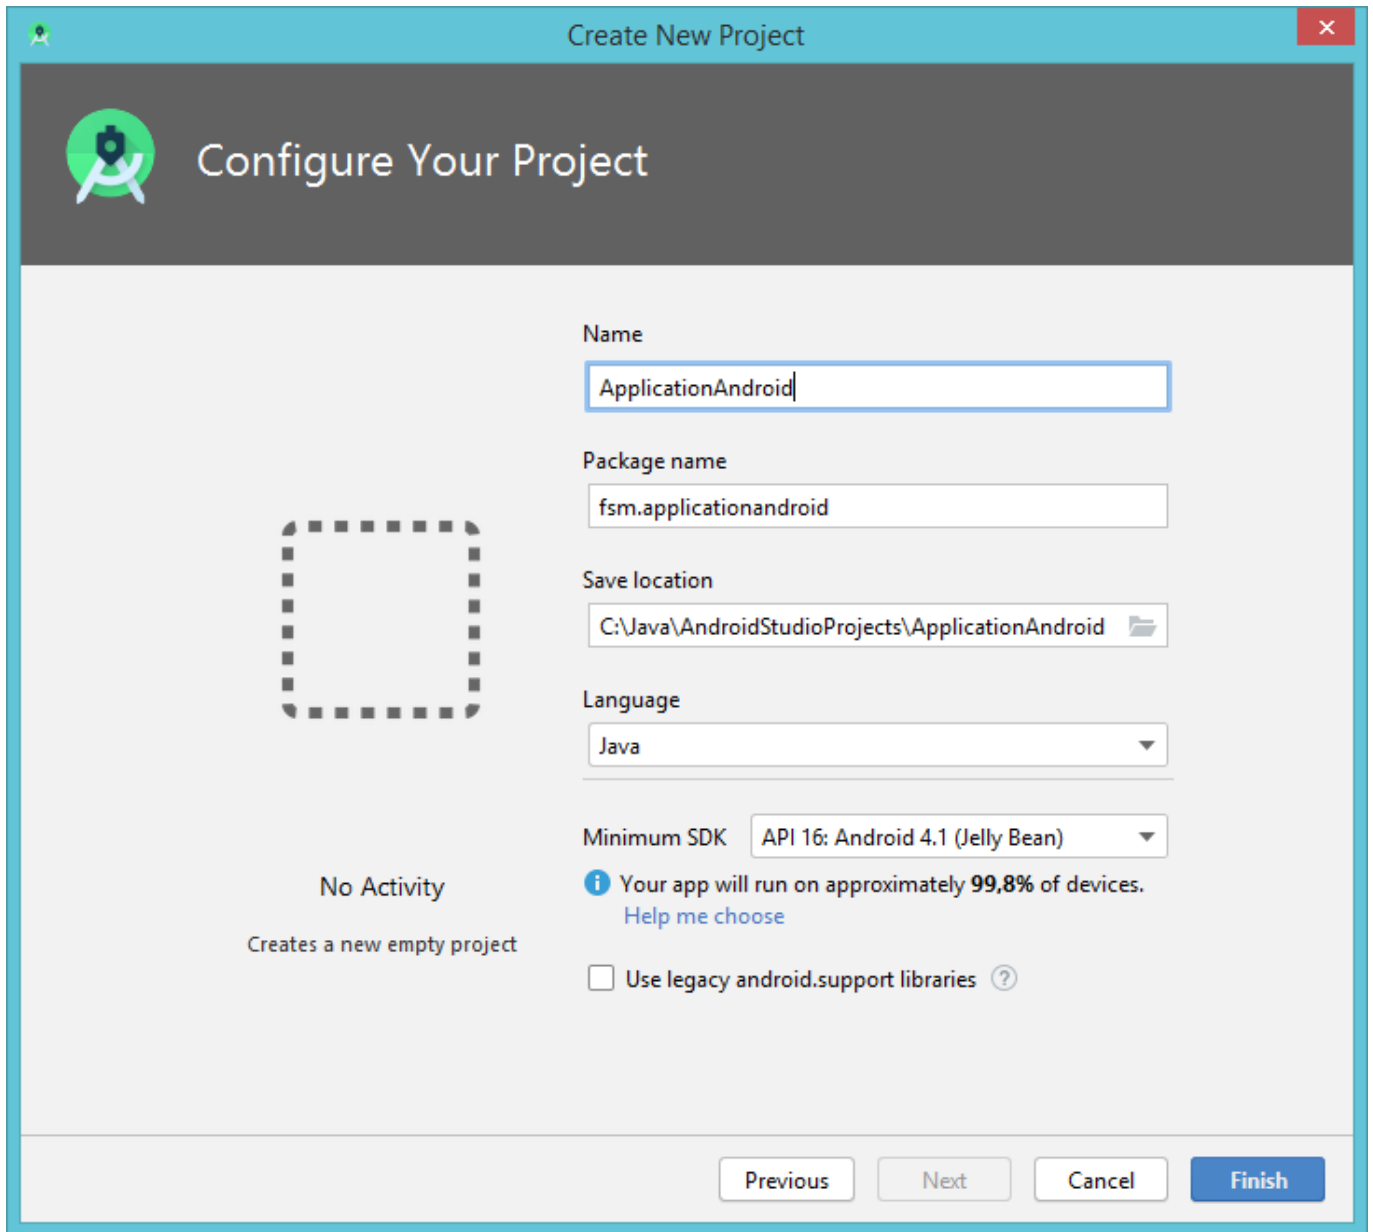 Create New Project
Configure Your Project
Name
ApplicationAndroid
Package name
fsm.applicationandroid
Save location
C:\Java\AndroidStudioProjects\ApplicationAndroid
Language
Java
Minimum SDK API 16: Android 4.1 (Jelly Bean)
Your app will run on approximately 99,8% of devices.
Help me choose
Use legacy android.support libraries ?
No Activity
Creates a new empty project
Previous Next Cancel Finish